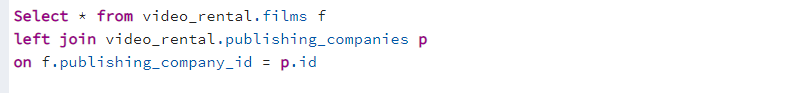 Select * from video_rental.films f
left join video_rental.publishing_companies p
on f.publishing_company_id = p.id